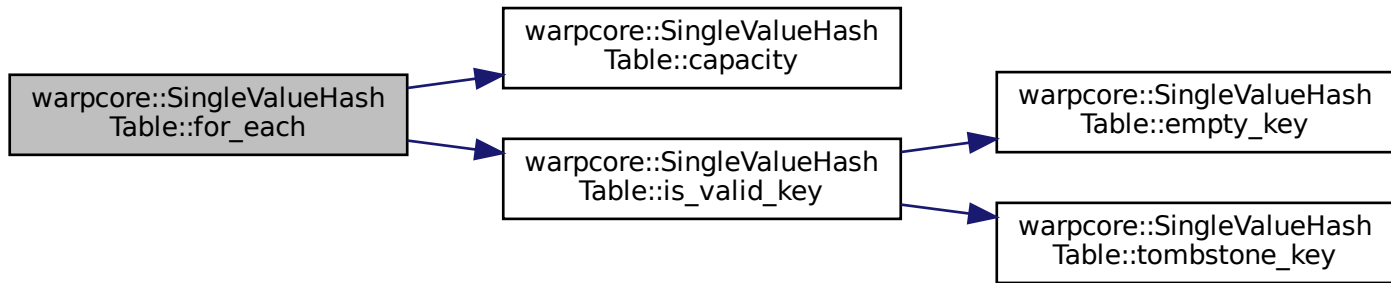 warpcore::SingleValueHash
Table::for_each
warpcore::SingleValueHash
Table::capacity
warpcore::SingleValueHash
Table::is_valid_key
warpcore::SingleValueHash
Table::empty_key
warpcore::SingleValueHash
Table::tombstone_key